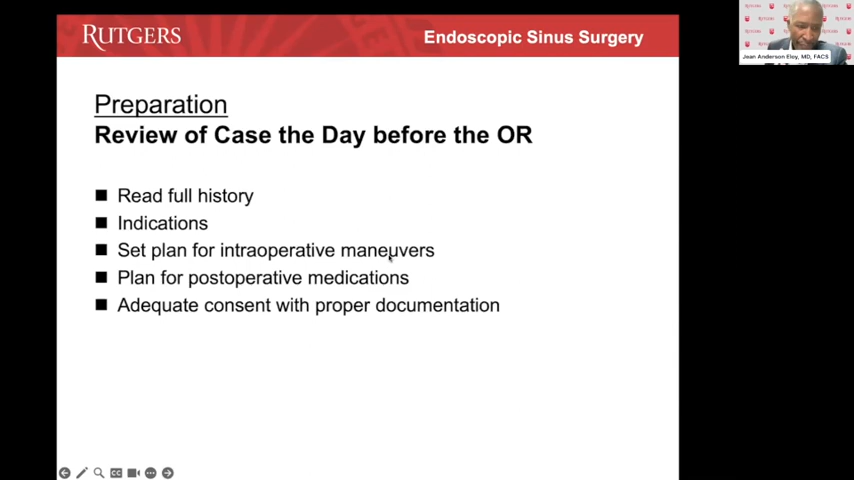 RUTGERS
Endoscopic Sinus Surgery
Jean Anderson Eloy, MD, FACS
Preparation
Review of Case the Day before the OR
Read full history
Indications
Set plan for intraoperative maneuvers
Plan for postoperative medications
Adequate consent with proper documentation